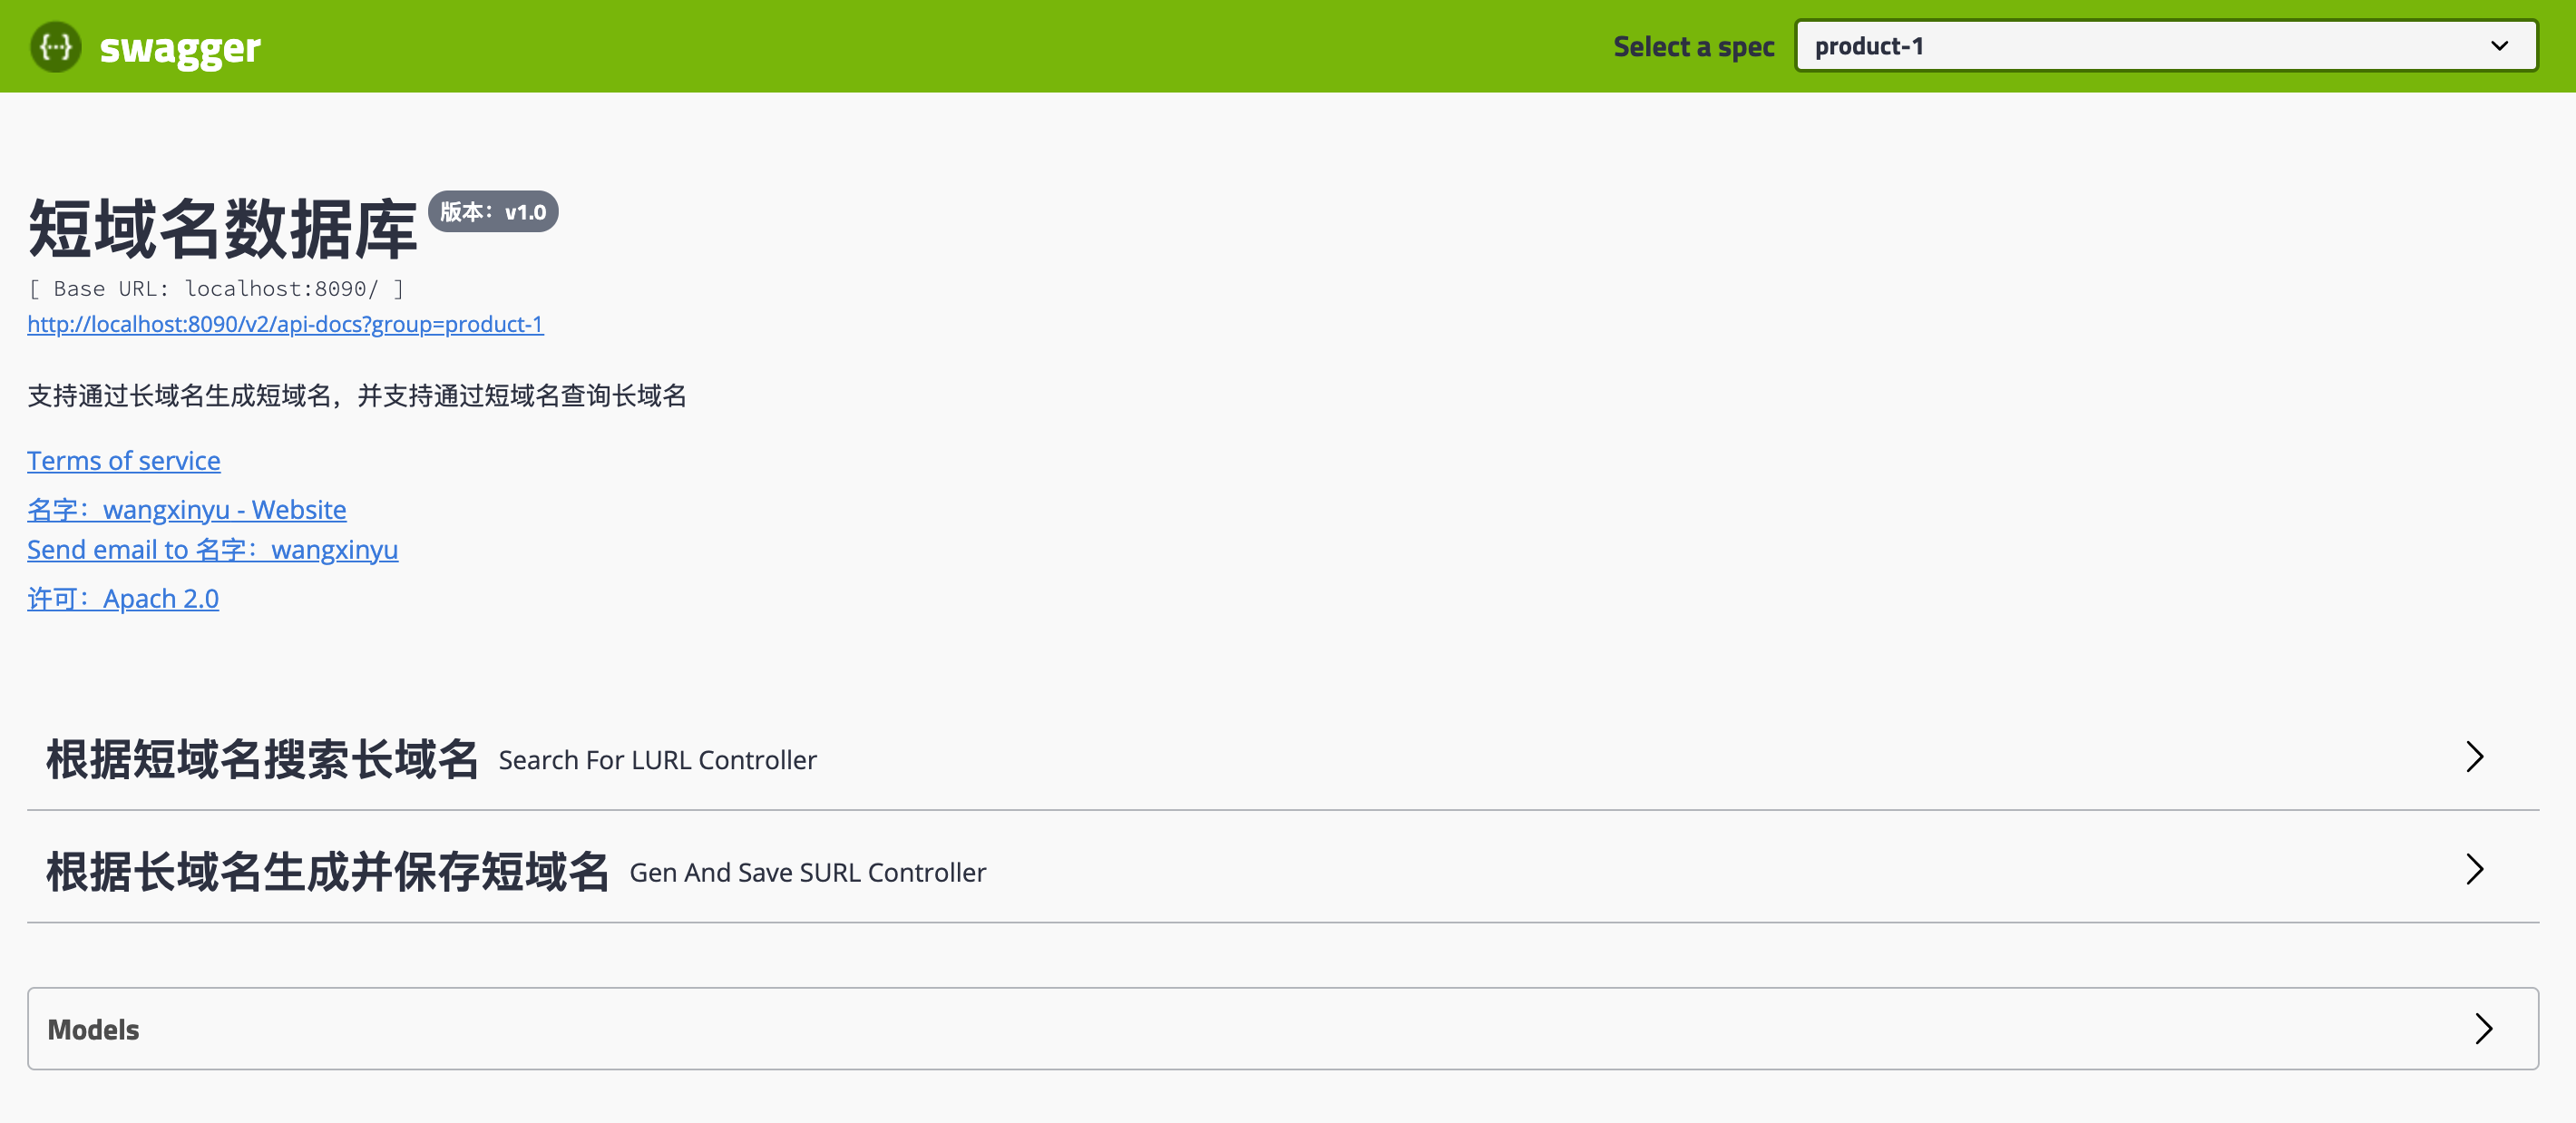 {...} swagger
Select a spec product-1
短域名数据库 版本：v1.0
[ Base URL: localhost:8090/ ]
http://localhost:8090/v2/api-docs?group=product-1
支持通过长域名生成短域名，并支持通过短域名查询长域名
Terms of service
名字：wangxinyu - Website
Send email to 名字：wangxinyu
许可：Apach 2.0
根据短域名搜索长域名 Search For LURL Controller
根据长域名生成并保存短域名 Gen And Save SURL Controller
Models